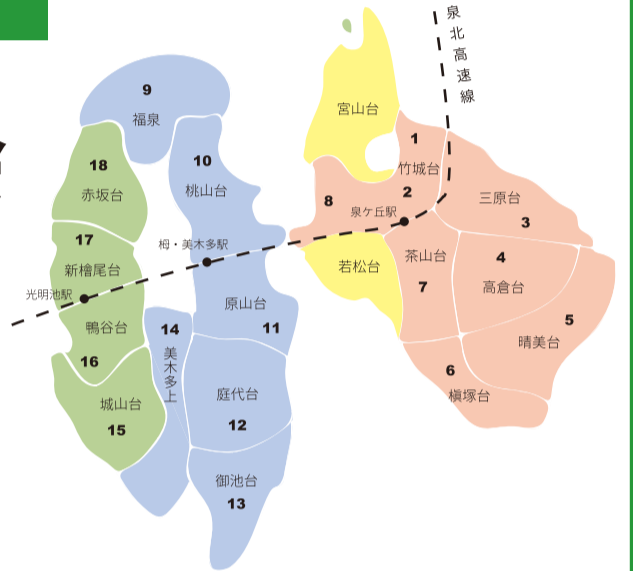 泉北高速線
宮山台
1
竹城台
2
8
泉ケ丘駅
三原台
3
若松台
茶山台
7
4
高倉台
5
晴美台
6
槇塚台
9
福泉
10
桃山台
18
赤坂台
17
新檜尾台
栂・美木多駅
光明池駅
鴨谷台
16
14
美木多上
原山台
11
城山台
15
庭代台
12
御池台
13